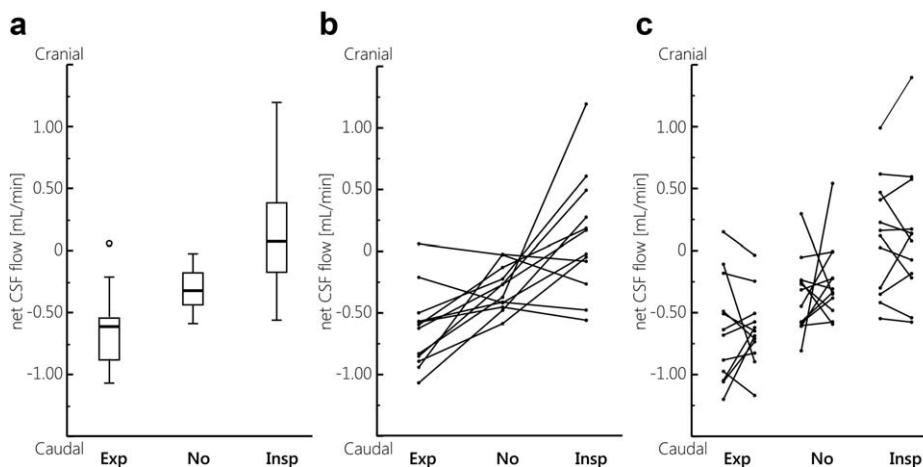 a
Cranial
net CSF flow [mL/min]
1.00
0.50
0
-0.50
-1.00
Caudal
Exp No Insp
b
Cranial
net CSF flow [mL/min]
1.00
0.50
0
-0.50
-1.00
Caudal
Exp No Insp
c
Cranial
net CSF flow [mL/min]
1.00
0.50
0
-0.50
-1.00
Caudal
Exp No Insp